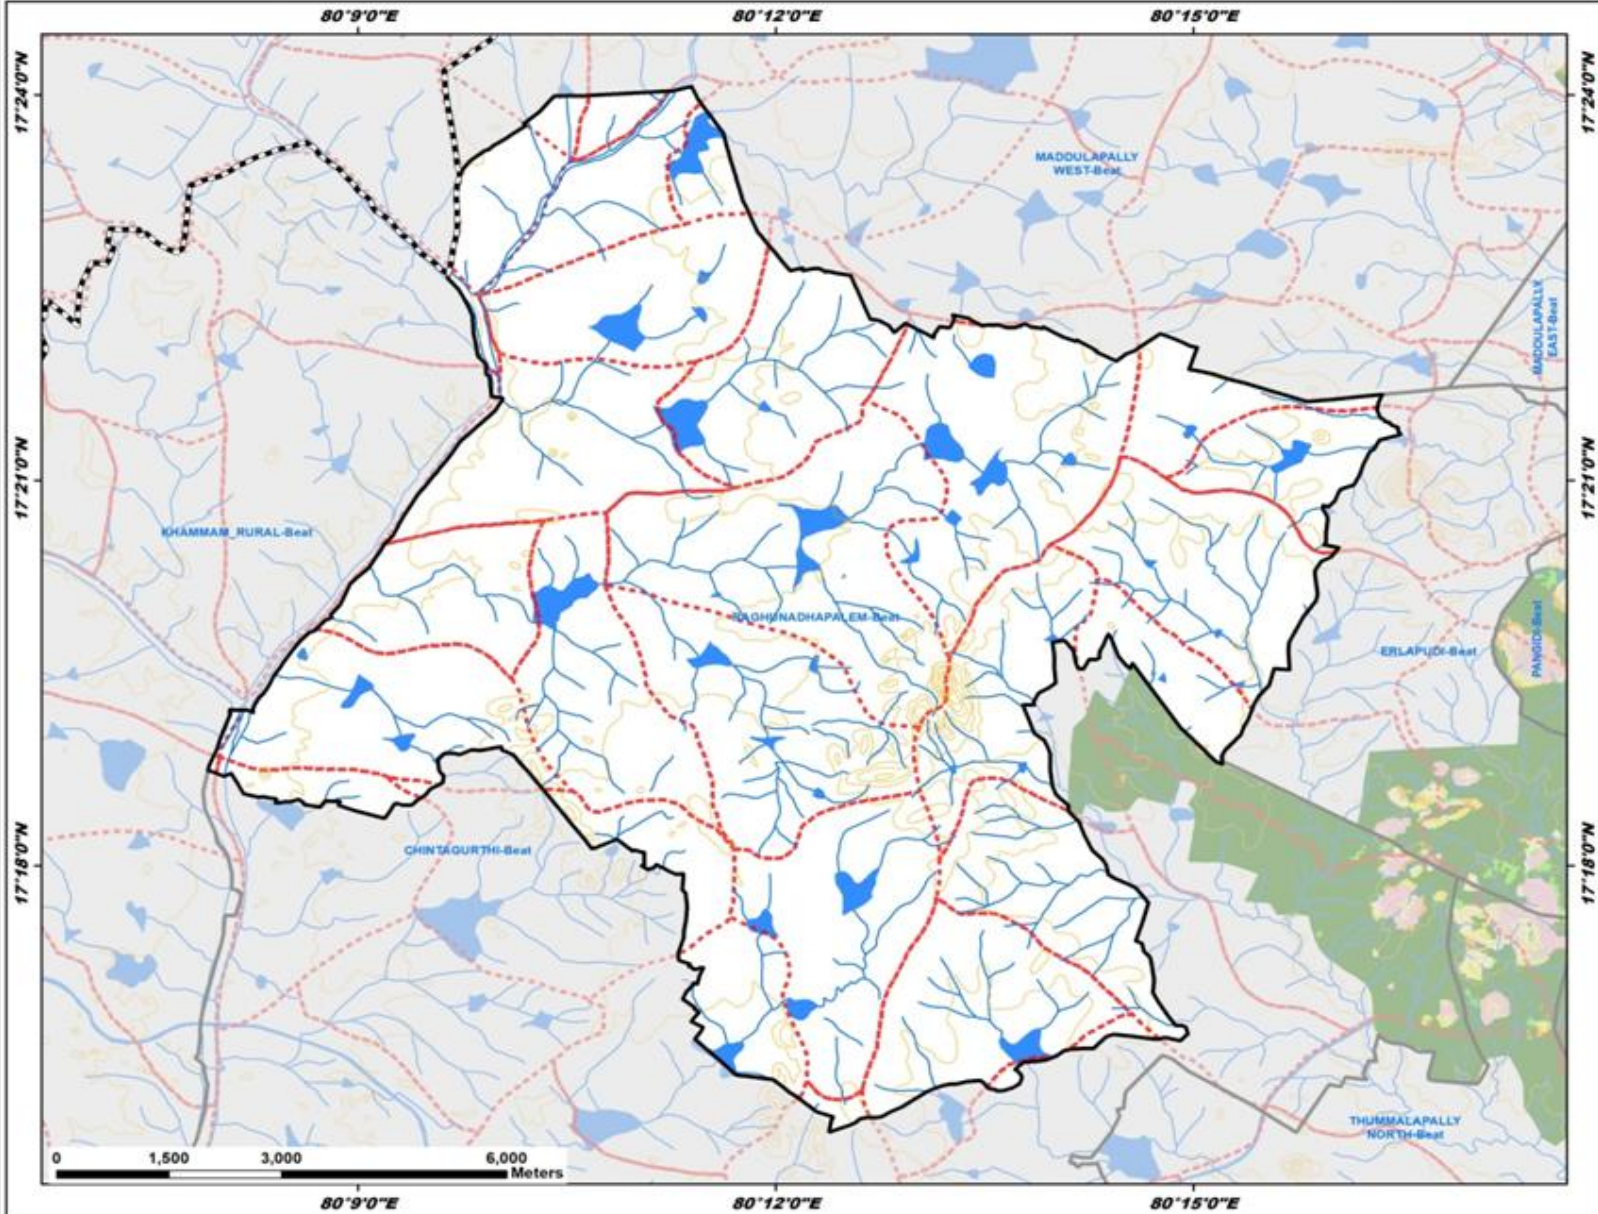 80°9'0"E
80°12'0"E
80°15'0"E
17°24'0"N
17°24'0"N
MADDULAPALLY
WEST-Beat
MADDULAPALLY
EAST-Beat
17°21'0"N
17°21'0"N
KHAMMAM_RURAL-Beat
RAGHUNADHAPALEM-Beat
ERLAPUDI-Beat
PANGIDI-Beat
CHINTAGURTHI-Beat
17°18'0"N
17°18'0"N
THUMMALAPALLY
NORTH-Beat
0 1,500 3,000 6,000
Meters
80°9'0"E
80°12'0"E
80°15'0"E